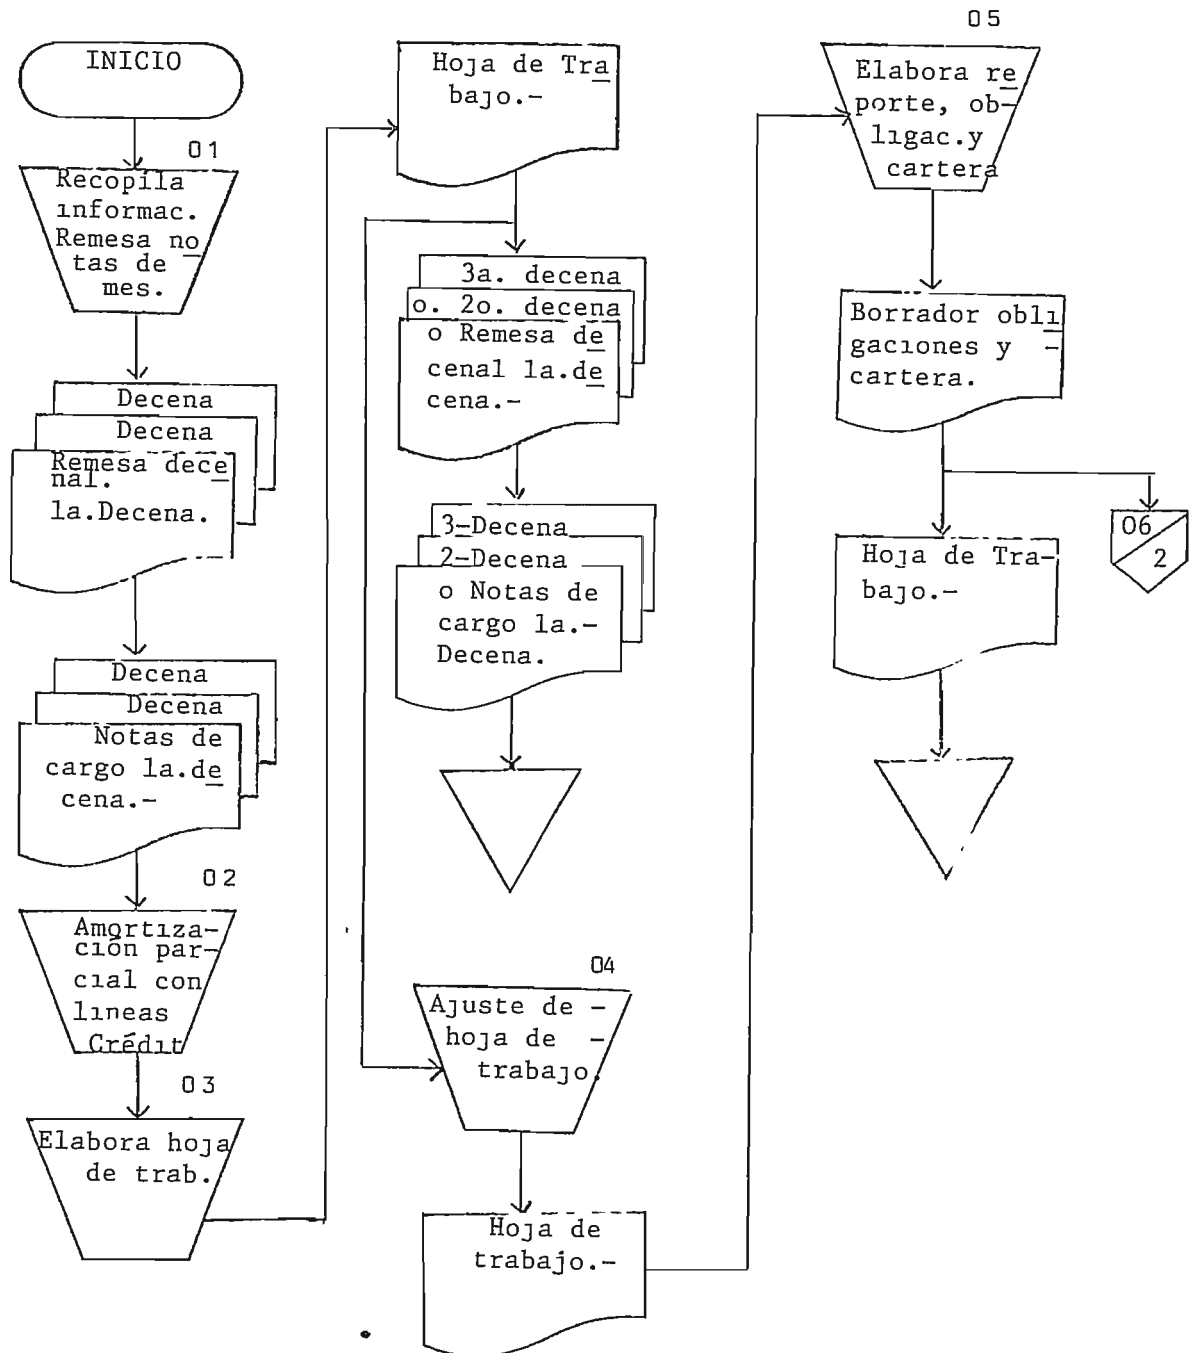 INICIO
01
Recopila
informac.
Remesa no
tas de
mes.
Decena
Decena
Remesa dece
nal.
1a.Decena.
Decena
Decena
Notas de
cargo 1a.de
cena.-
02
Amortiza-
ción par-
cial con
lineas
Crédit
03
Elabora hoja
de trab.
Hoja de Tra
bajo.-
3a. decena
o. 2o. decena
o Remesa de
cenal 1a.de
cena.-
3-Decena
2-Decena
o Notas de
cargo 1a.-
Decena.
04
Ajuste de -
hoja de -
trabajo.
Hoja de
trabajo.-
05
Elabora re
porte, ob-
ligac.y
cartera
Borrador obli
gaciones y -
cartera.
06
2
Hoja de Tra-
bajo.-